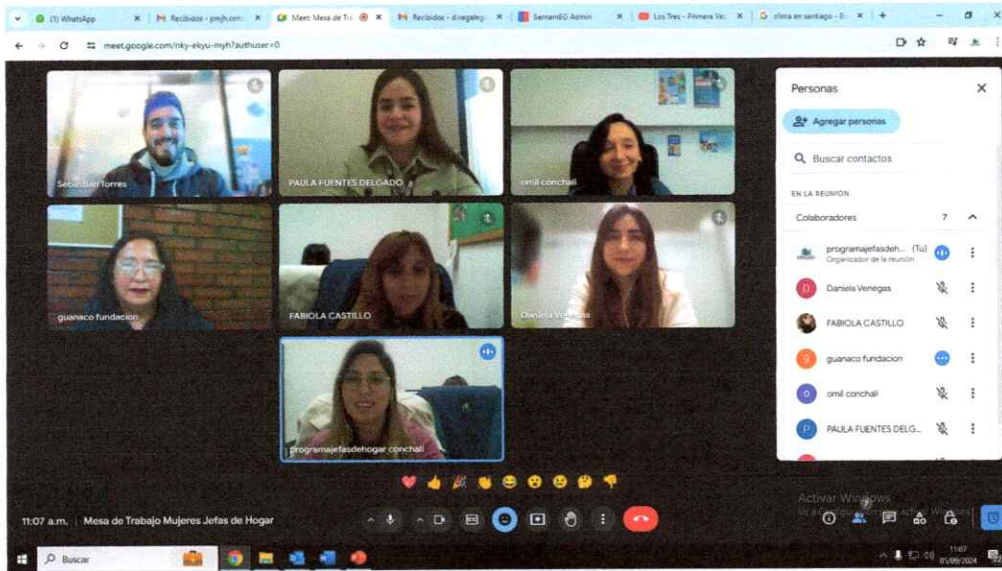 (1) WhatsApp
Recibidos - pmjh.conc
Meet: Mesa de Tra
Recibidos - d.vegaleg
SernamEG Admin
Los Tres - Primera Vez
clima en santiago - B
meet.google.com/nky-ekyu-myh?authuser=0
Sebastian Torres
PAULA FUENTES DELGADO
omil conchali
guanaco fundacion
FABIOLA CASTILLO
Daniela Venegas
programajefasdehogar conchali
Personas
Agregar personas
Buscar contactos
EN LA REUNIÓN
Colaboradores 7
programajefasdeh... (Tú)
Organizador de la reunión
D Daniela Venegas
FABIOLA CASTILLO
g guanaco fundacion
o omil conchali
P PAULA FUENTES DELG...
Activar Windows
11:07 a.m. | Mesa de Trabajo Mujeres Jefas de Hogar
Buscar
11:07